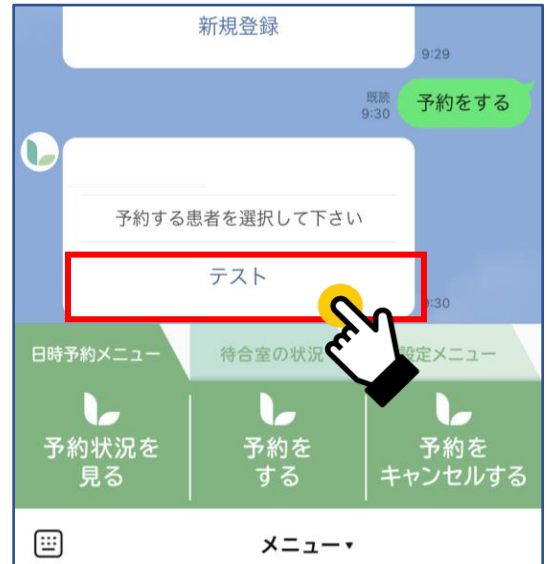 新規登録
9:29
既読
9:30
予約をする
予約する患者を選択して下さい
テスト
:30
日時予約メニュー
待合室の状況
設定メニュー
予約状況を
見る
予約を
する
予約を
キャンセルする
メニュー▼